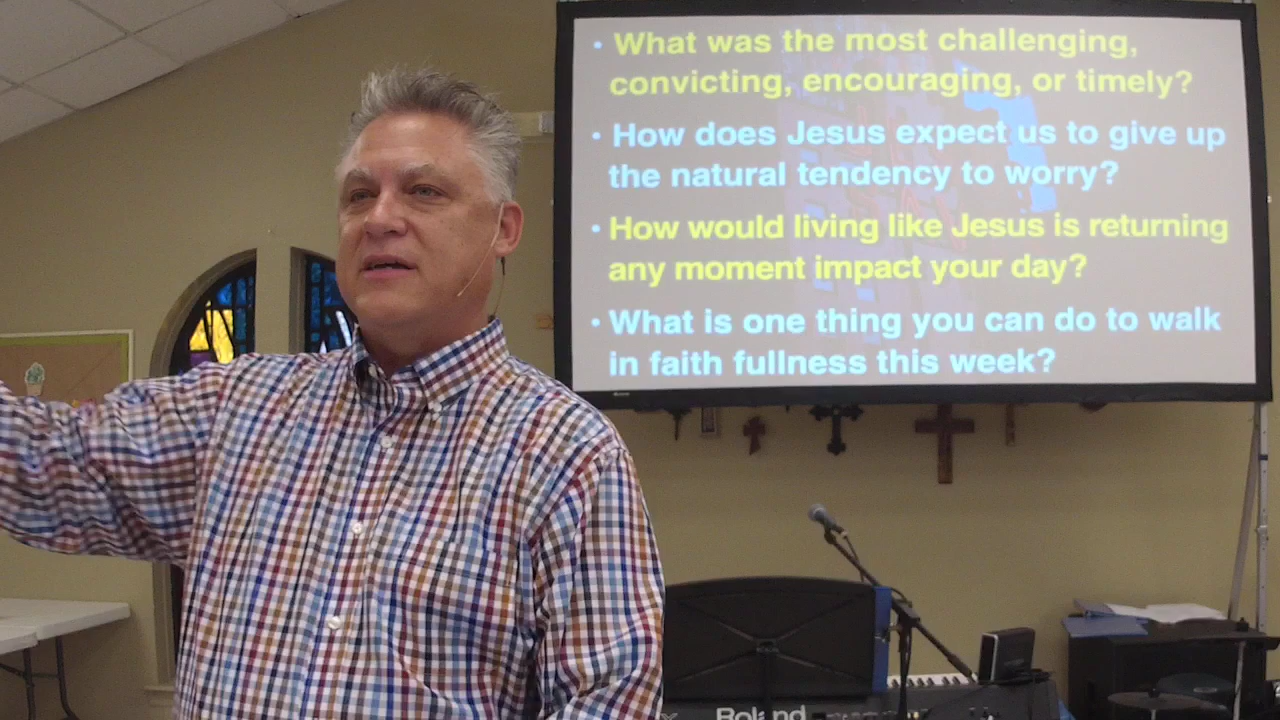 • What was the most challenging,
convicting, encouraging, or timely?
• How does Jesus expect us to give up
the natural tendency to worry?
• How would living like Jesus is returning
any moment impact your day?
• What is one thing you can do to walk
in faith fullness this week?
Roland